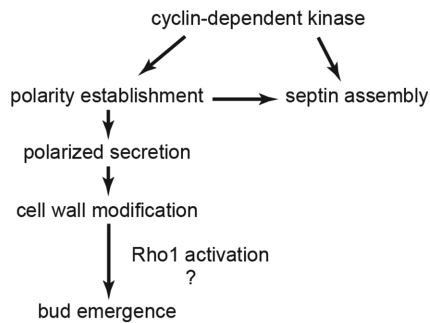 cyclin-dependent kinase
polarity establishment
septin assembly
polarized secretion
cell wall modification
Rho1 activation
?
bud emergence